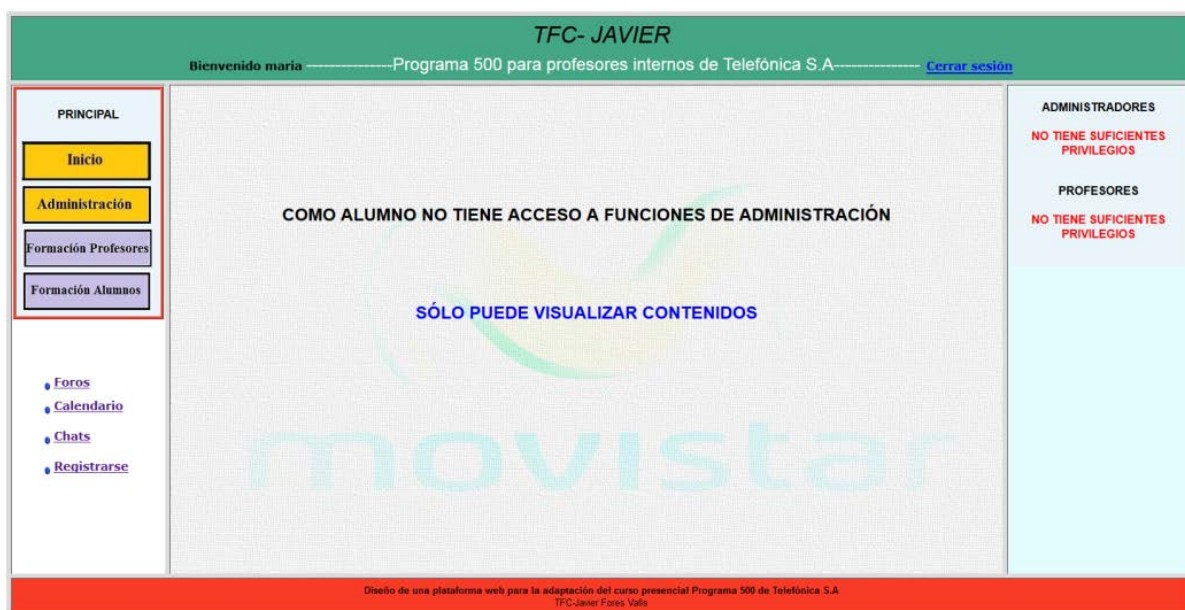 TFC- JAVIER
Bienvenido maria ---------------Programa 500 para profesores internos de Telefónica S.A--------------- Cerrar sesión
PRINCIPAL
Inicio
Administración
Formación Profesores
Formación Alumnos
Foros
Calendario
Chats
Registrarse
COMO ALUMNO NO TIENE ACCESO A FUNCIONES DE ADMINISTRACIÓN
SÓLO PUEDE VISUALIZAR CONTENIDOS
movistar
ADMINISTRADORES
NO TIENE SUFICIENTES
PRIVILEGIOS
PROFESORES
NO TIENE SUFICIENTES
PRIVILEGIOS
Diseño de una plataforma web para la adaptación del curso presencial Programa 500 de Telefónica S.A
TFC-Javier Fores Valls